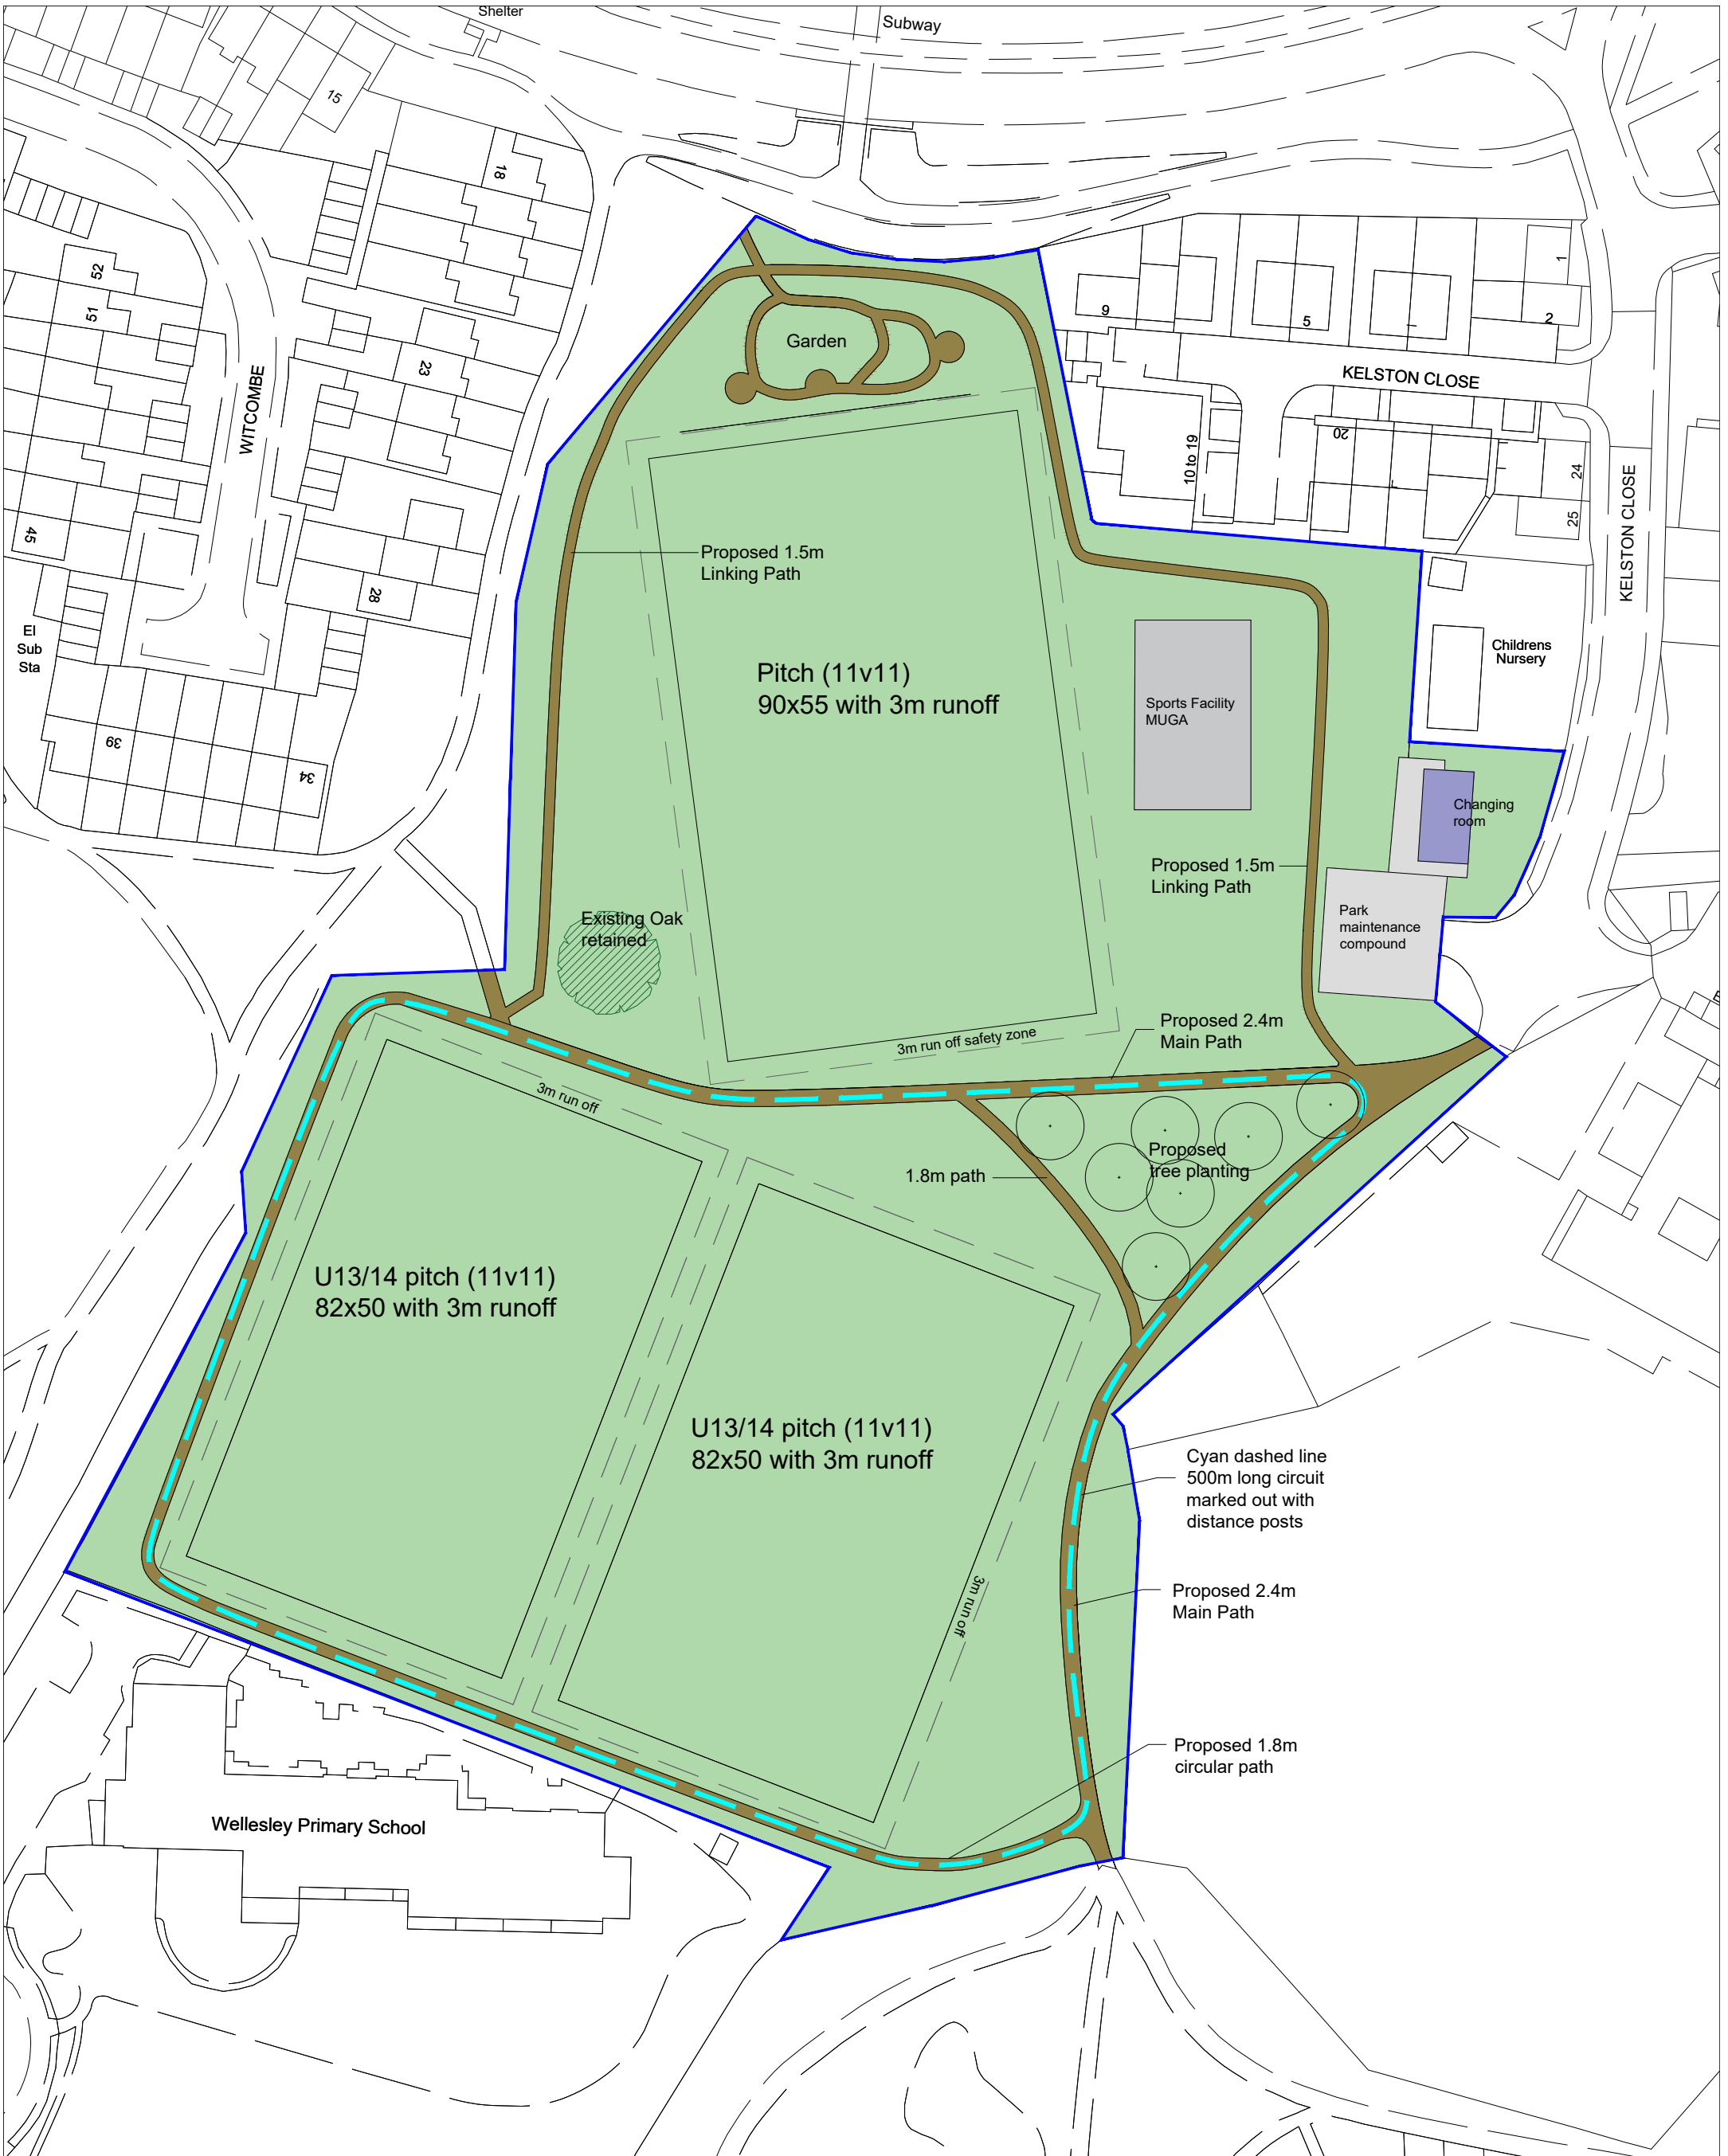 Shelter
Subway
15
18
52
51
WITCOMBE
23
45
28
El
Sub
Sta
39
34
Garden
9
5
1
2
KELSTON CLOSE
10 to 19
20
24
25
KELSTON CLOSE
Proposed 1.5m
Linking Path
Childrens
Nursery
Pitch (11v11)
90x55 with 3m runoff
Sports Facility
MUGA
Changing
room
Proposed 1.5m
Linking Path
Existing Oak
retained
Park
maintenance
compound
3m run off safety zone
Proposed 2.4m
Main Path
3m run off
Proposed
tree planting
1.8m path
U13/14 pitch (11v11)
82x50 with 3m runoff
U13/14 pitch (11v11)
82x50 with 3m runoff
Cyan dashed line
500m long circuit
marked out with
distance posts
3m run off
Proposed 2.4m
Main Path
Proposed 1.8m
circular path
Wellesley Primary School